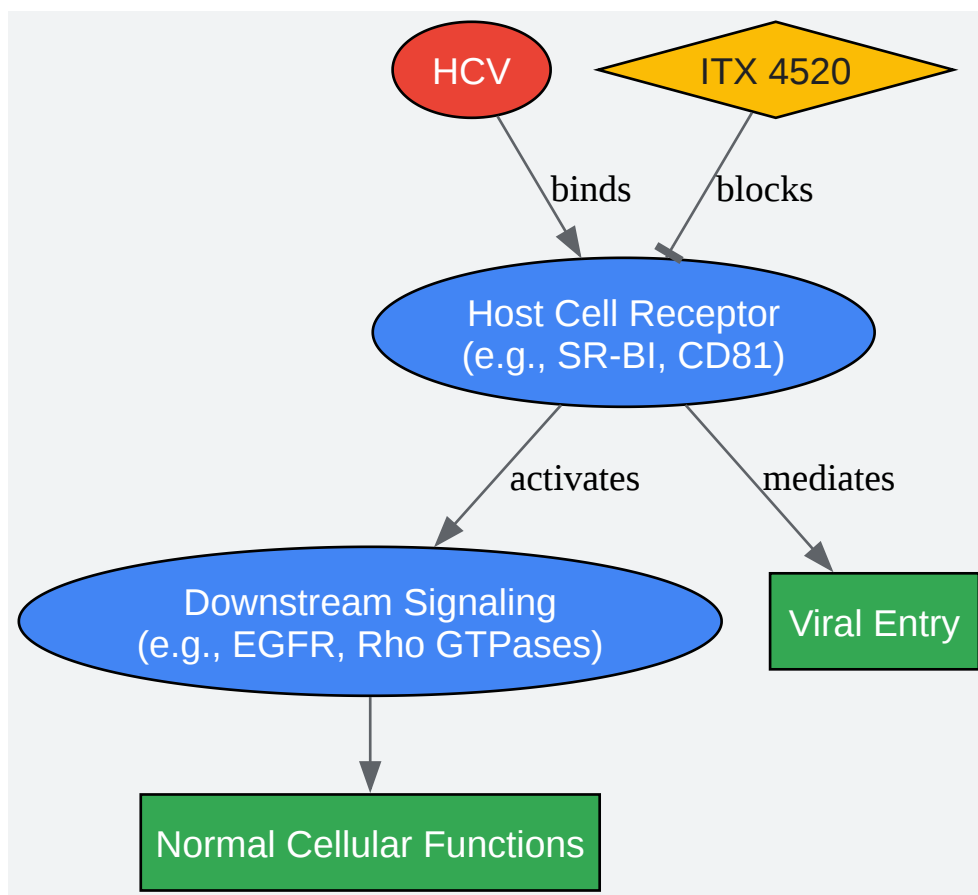 HCV
ITX 4520
binds
blocks
Host Cell Receptor
(e.g., SR-BI, CD81)
activates
mediates
Downstream Signaling
(e.g., EGFR, Rho GTPases)
Viral Entry
Normal Cellular Functions